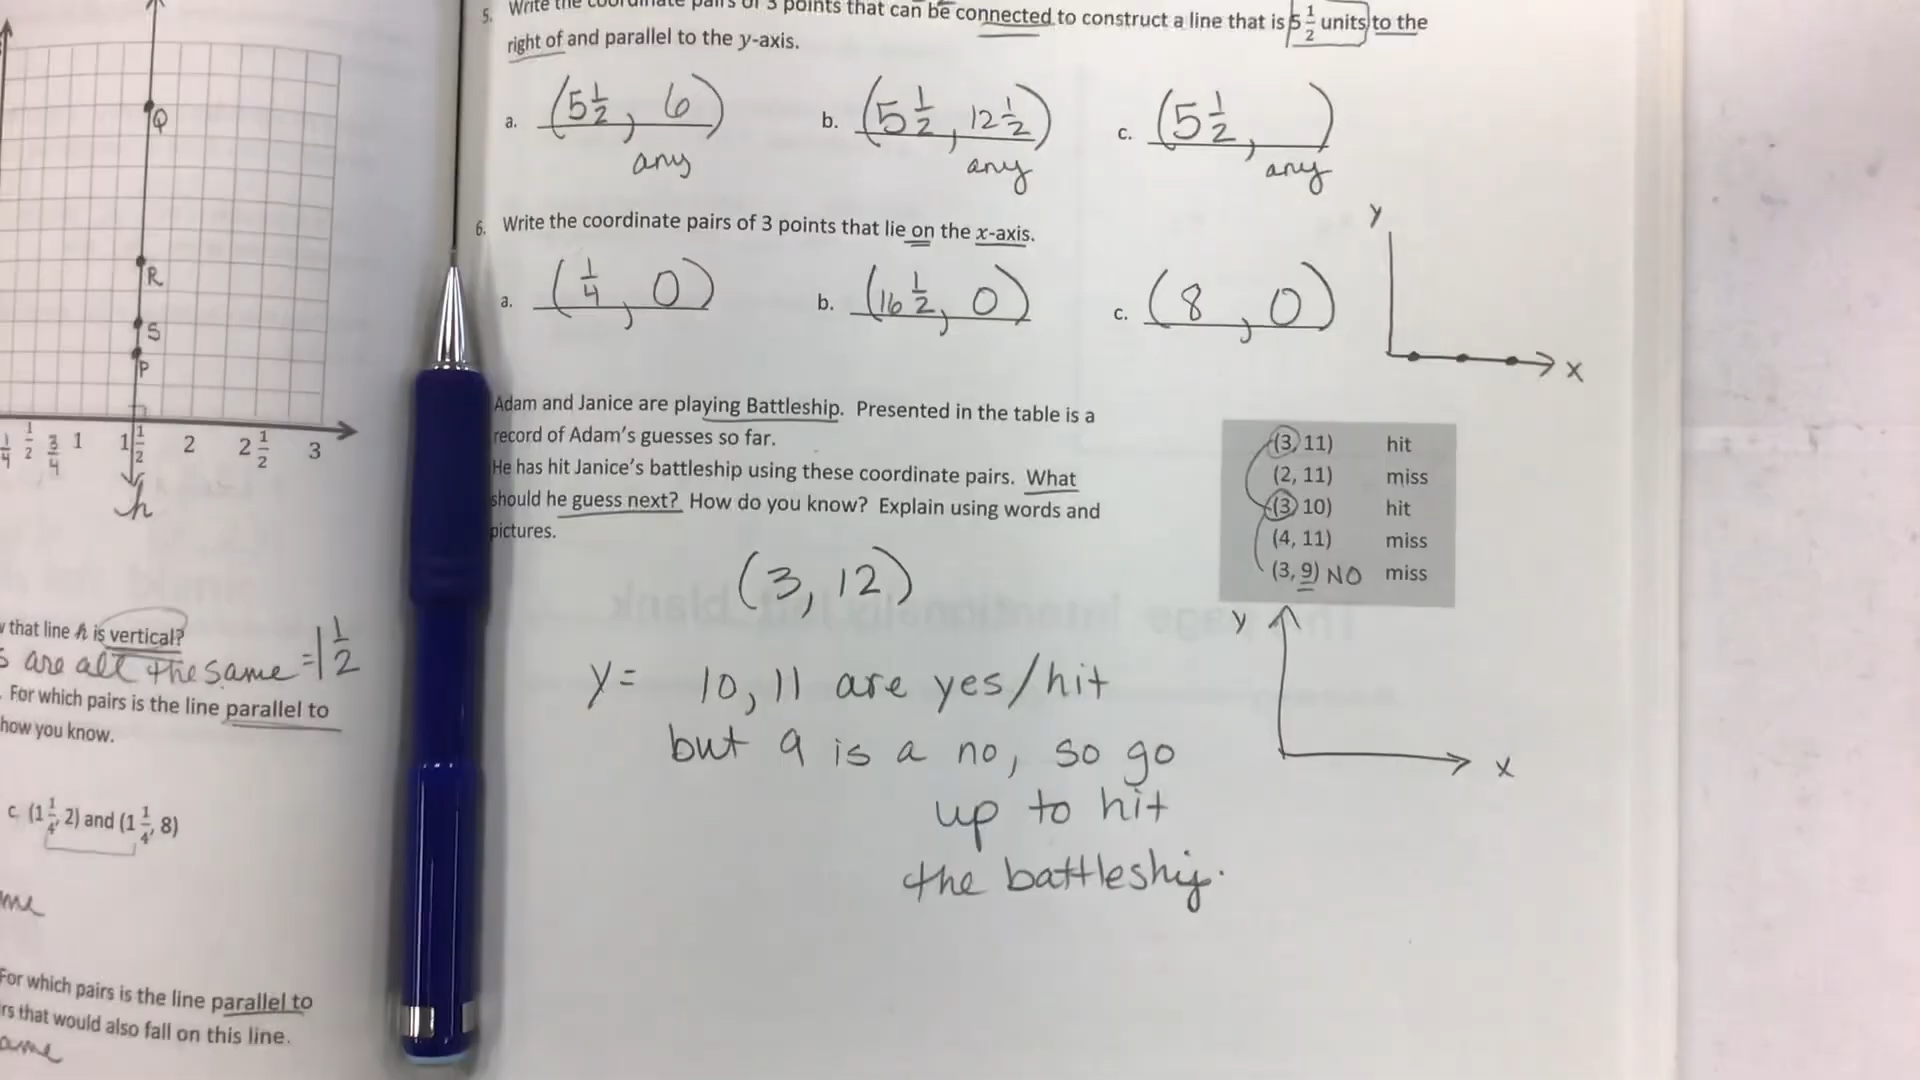 Q
R
S
P
1/4 1/2 3/4 1 1 1/2 2 2 1/2 3
h
that line h is vertical?
are all the same = 1 1/2
For which pairs is the line parallel to
how you know.
c. (1 1/4, 2) and (1 1/4, 8)
For which pairs is the line parallel to
that would also fall on this line.
5. Write the coordinate pairs of 3 points that can be connected to construct a line that is 5 1/2 units to the
right of and parallel to the y-axis.
a. (5 1/2, 6) b. (5 1/2, 12 1/2) c. (5 1/2, )
any any any
6. Write the coordinate pairs of 3 points that lie on the x-axis.
y
a. (1/4, 0) b. (16 1/2, 0) c. (8, 0)
x
Adam and Janice are playing Battleship. Presented in the table is a
record of Adam's guesses so far.
He has hit Janice's battleship using these coordinate pairs. What
should he guess next? How do you know? Explain using words and
pictures.
(3, 11) hit
(2, 11) miss
(3, 10) hit
(4, 11) miss
(3, 9) NO miss
(3, 12)
y
y = 10, 11 are yes/hit
but 9 is a no, so go
x
up to hit
the battleship.